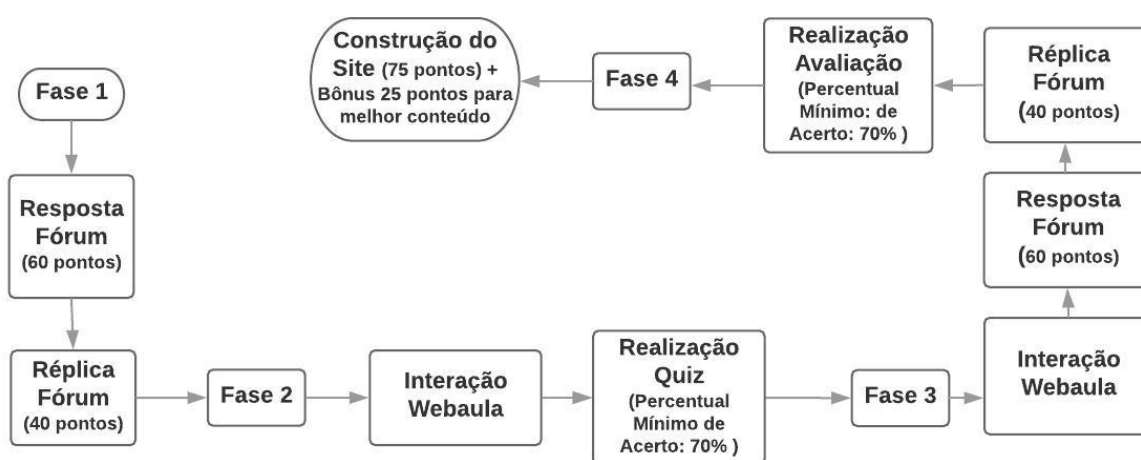 Fase 1
Resposta
Fórum
(60 pontos)
Réplica
Fórum
(40 pontos)
Fase 2
Interação
Webaula
Realização
Quiz
(Percentual
Mínimo de
Acerto: 70% )
Fase 3
Interação
Webaula
Resposta
Fórum
(60 pontos)
Réplica
Fórum
(40 pontos)
Realização
Avaliação
(Percentual
Mínimo: de
Acerto: 70% )
Fase 4
Construção do
Site (75 pontos) +
Bônus 25 pontos para
melhor conteúdo